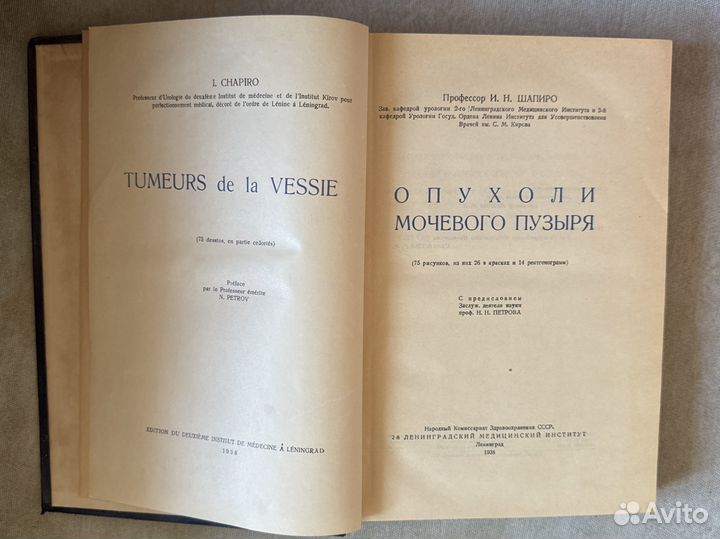 I. CHAPIRO
Professeur d'Urologie du deuxième Institut de médecine et de l'Institut Kirov pour
perfectionnement médical, décoré de l'ordre de Lénine à Léningrad.
TUMEURS de la VESSIE
(75 dessins, en partie coloriés)
Préface
par le Professeur émérite
N. PETROV
EDITION DU DEUXIÈME INSTITUT DE MÉDECINE À LÉNINGRAD
1938
Профессор И. Н. ШАПИРО
Зав. кафедрой урологии 2-го Ленинградского Медицинского Института и 2-й
кафедрой Урологии Госуд. Ордена Ленина Института для Усовершенствования
Врачей им. С. М. Кирова
ОПУХОЛИ
МОЧЕВОГО ПУЗЫРЯ
(75 рисунков, из них 26 в красках и 14 рентгенограмм)
С предисловием
Заслуж. деятеля науки
проф. Н. Н. ПЕТРОВА
Народный Комиссариат Здравоохранения СССР.
2-й ЛЕНИНГРАДСКИЙ МЕДИЦИНСКИЙ ИНСТИТУТ
Ленинград
1938
Avito